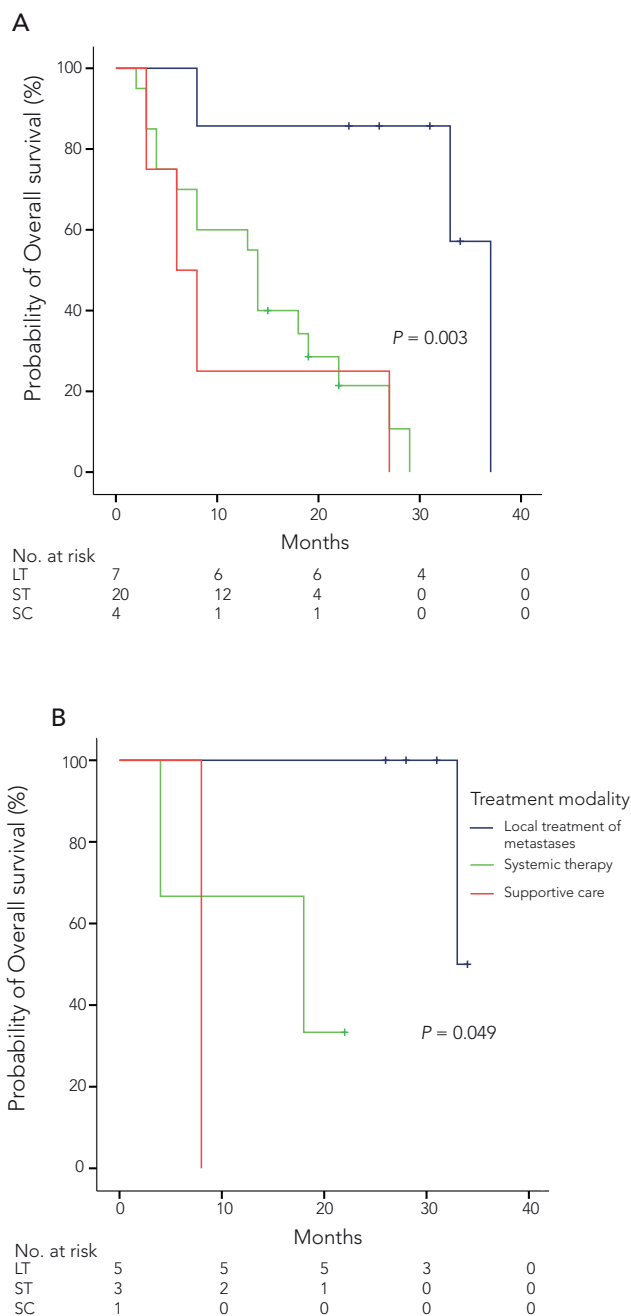 A
Probability of Overall survival (%)
100
80
60
40
20
0
P = 0.003
0 10 20 30 40
Months
No. at risk
LT 7 6 6 4 0
ST 20 12 4 0 0
SC 4 1 1 0 0
B
Probability of Overall survival (%)
100
80
60
40
20
0
Treatment modality
Local treatment of
metastases
Systemic therapy
Supportive care
P = 0.049
0 10 20 30 40
Months
No. at risk
LT 5 5 5 3 0
ST 3 2 1 0 0
SC 1 0 0 0 0